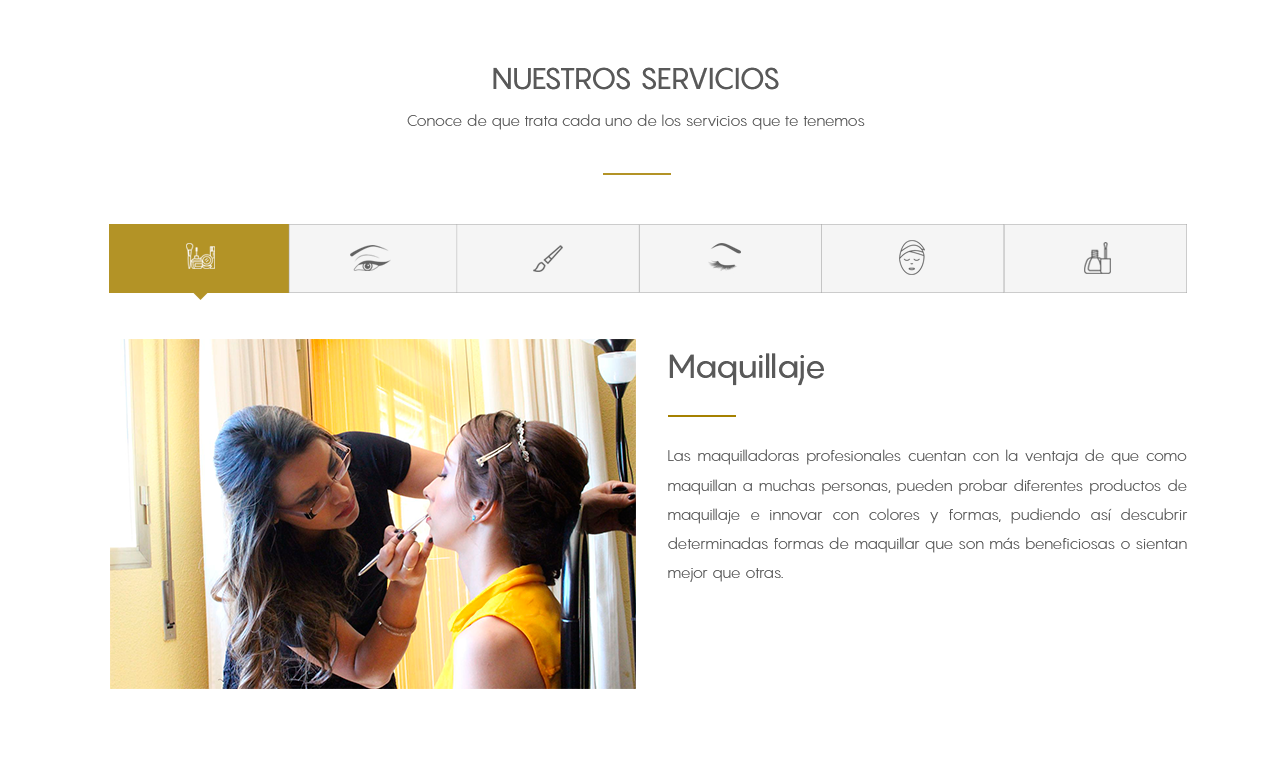 NUESTROS SERVICIOS
Conoce de que trata cada uno de los servicios que te tenemos
Maquillaje
Las maquilladoras profesionales cuentan con la ventaja de que como
maquillan a muchas personas, pueden probar diferentes productos de
maquillaje e innovar con colores y formas, pudiendo así descubrir
determinadas formas de maquillar que son más beneficiosas o sientan
mejor que otras.